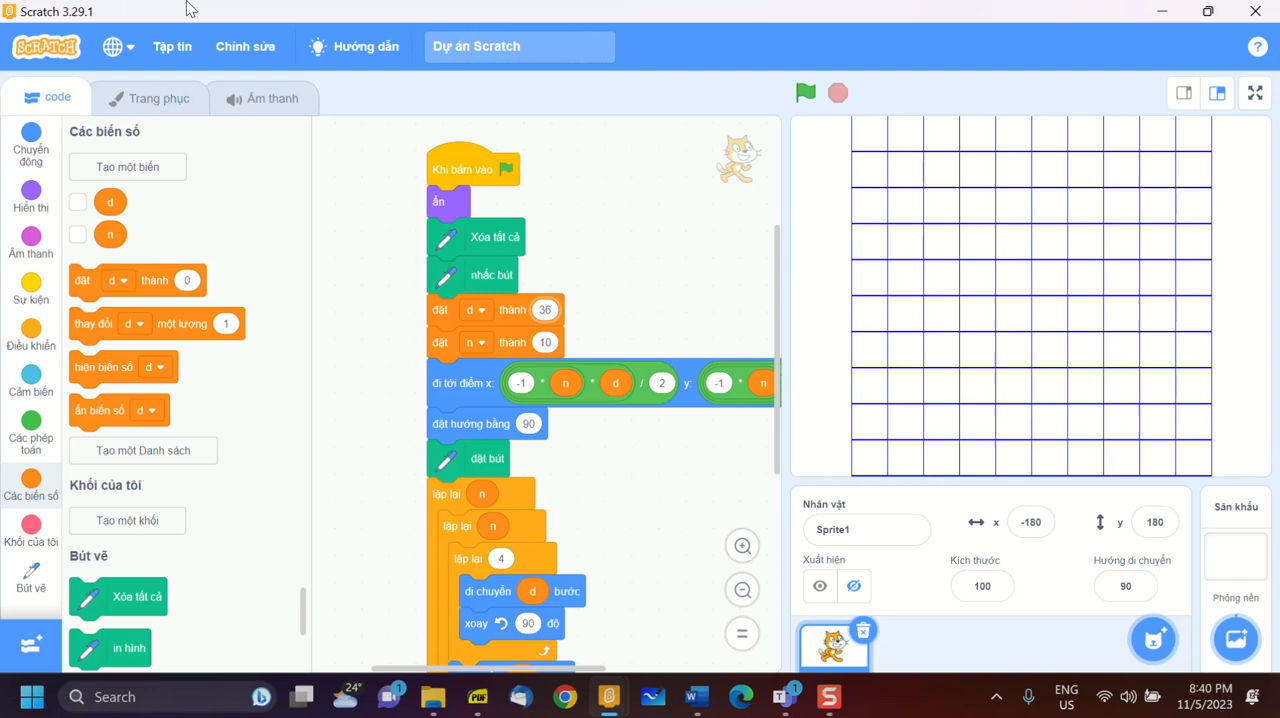 Scratch 3.29.1
SCRATCH
Tập tin
Chỉnh sửa
Hướng dẫn
Dự án Scratch
?
code
Trang phục
Âm thanh
Chuyển động
Hiển thị
Âm thanh
Sự kiện
Điều khiển
Cảm biến
Các phép toán
Các biến số
Khối của tôi
Bút vẽ
Các biến số
Tạo một biến
d
n
đặt d thành 0
thay đổi d một lượng 1
hiện biến số d
ẩn biến số d
Tạo một Danh sách
Khối của tôi
Tạo một khối
Bút vẽ
Xóa tất cả
in hình
Khi bấm vào
ẩn
Xóa tất cả
nhấc bút
đặt d thành 36
đặt n thành 10
đi tới điểm x: -1 * n * d / 2 y: -1 * n
đặt hướng bằng 90
đặt bút
lặp lại n
lặp lại n
lặp lại 4
di chuyển d bước
xoay 90 độ
Nhân vật
Sprite1
x -180
y 180
Xuất hiện
Kích thước
100
Hướng di chuyển
90
Sân khấu
Phông nền
Search
24°
1
PDF
1
ENG
US
8:40 PM
11/5/2023